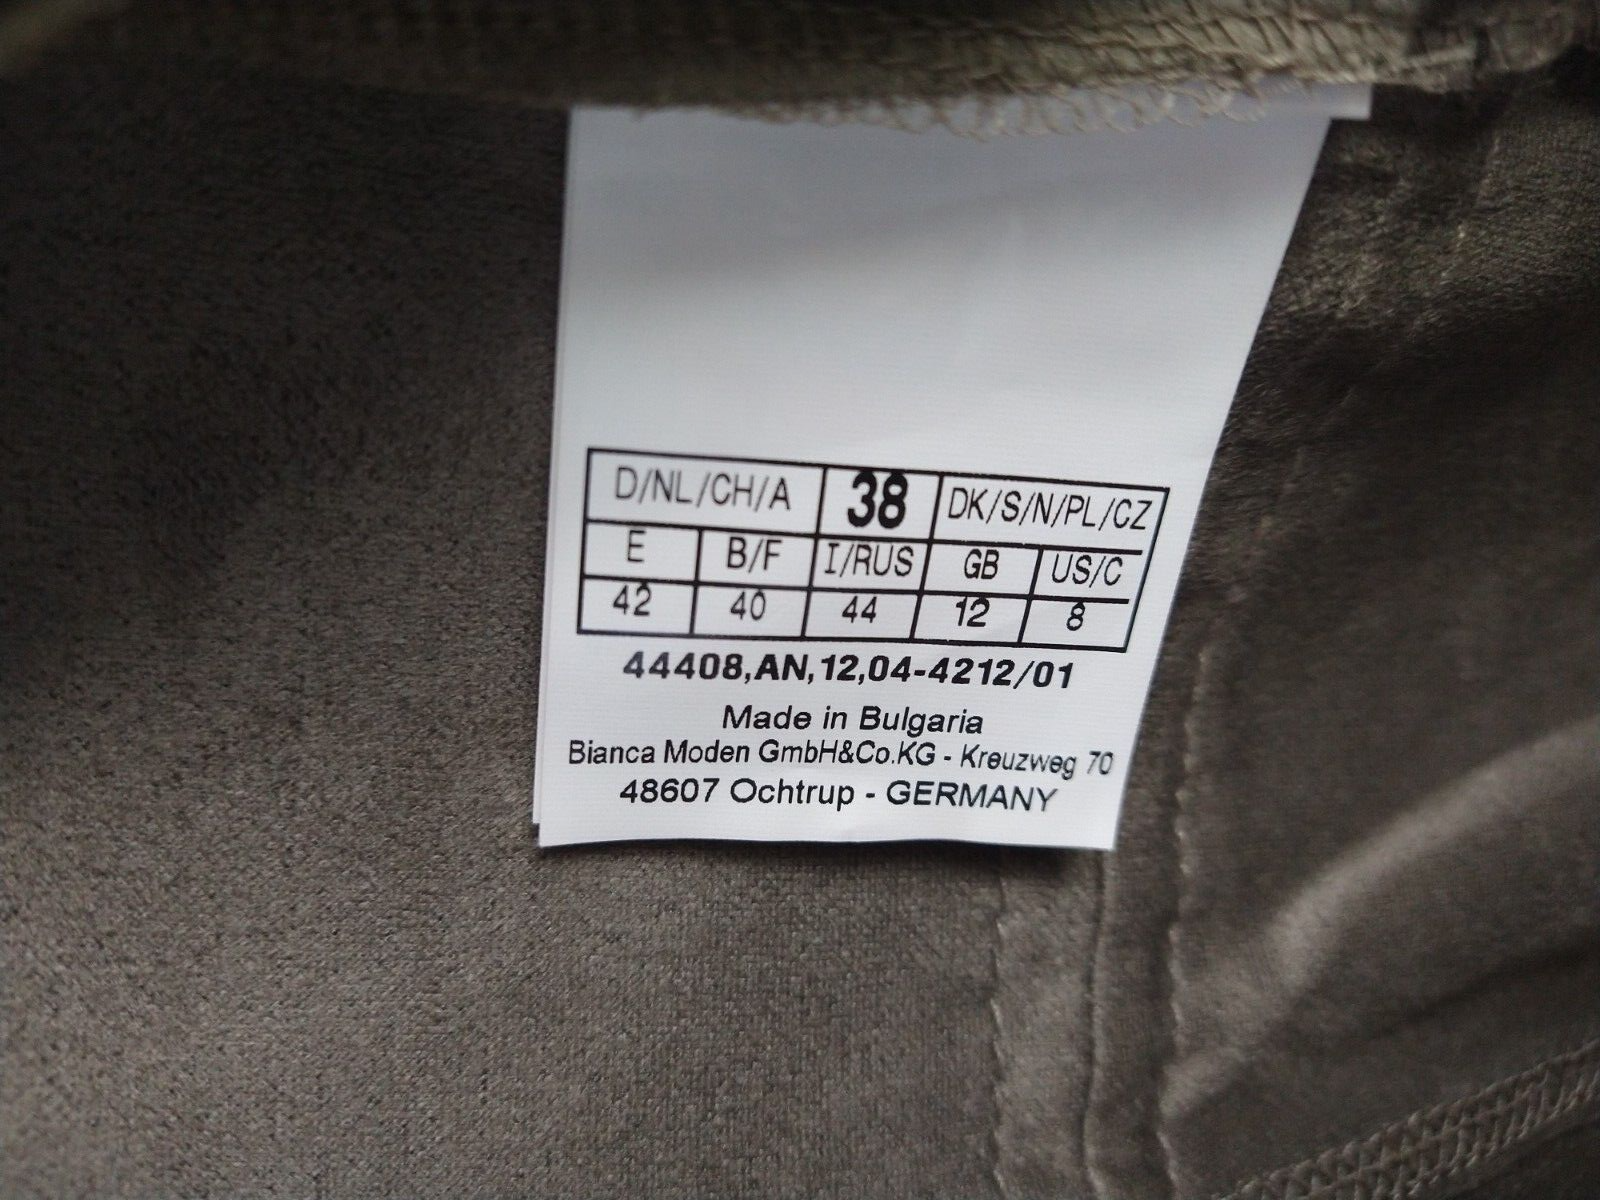 D/NL/CH/A 38 DK/S/N/PL/CZ
E B/F I/RUS GB US/C
42 40 44 12 8
44408,AN,12,04-4212/01
Made in Bulgaria
Bianca Moden GmbH&Co.KG - Kreuzweg 70
48607 Ochtrup - GERMANY